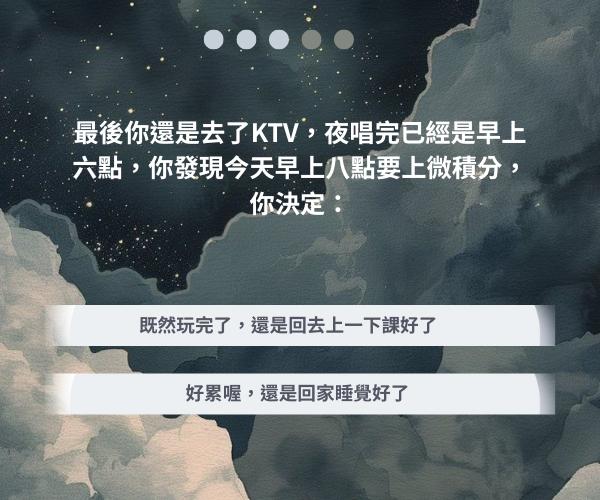 最後你還是去了KTV，夜唱完已經是早上
六點，你發現今天早上八點要上微積分，
你決定：
既然玩完了，還是回去上一下課好了
好累喔，還是回家睡覺好了